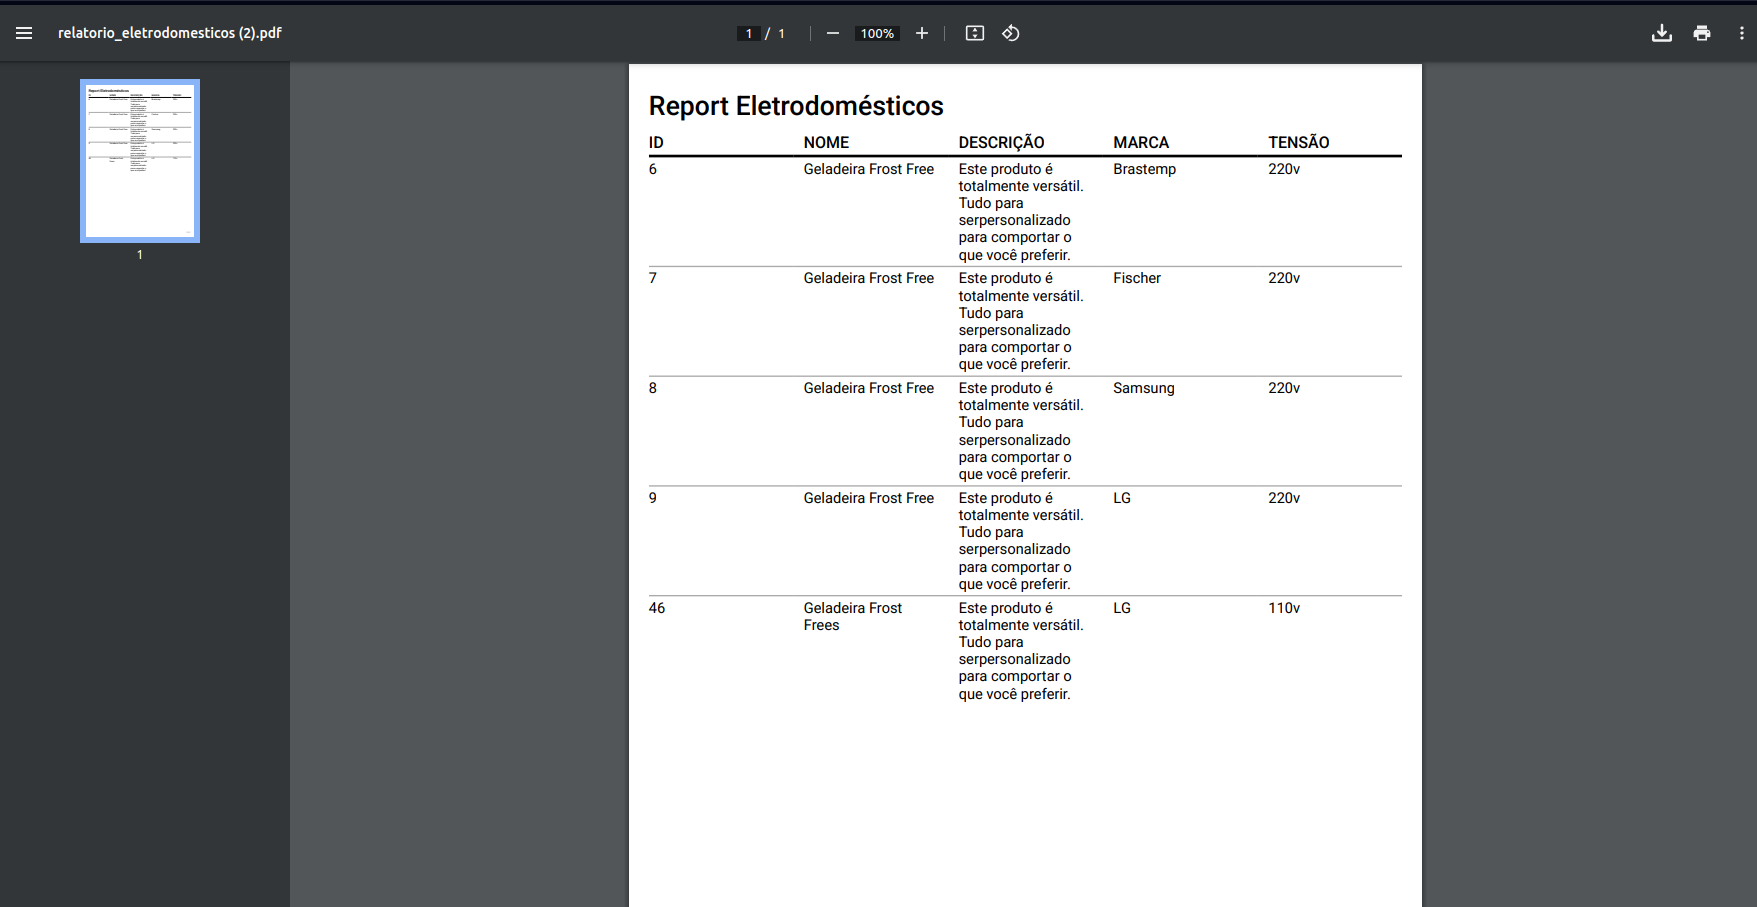 relatorio_eletrodomesticos (2).pdf
1 / 1
100%
1
Report Eletrodomésticos
ID NOME DESCRIÇÃO MARCA TENSÃO
6 Geladeira Frost Free Este produto é Brastemp 220v
totalmente versátil.
Tudo para
serpersonalizado
para comportar o
que você preferir.
7 Geladeira Frost Free Este produto é Fischer 220v
totalmente versátil.
Tudo para
serpersonalizado
para comportar o
que você preferir.
8 Geladeira Frost Free Este produto é Samsung 220v
totalmente versátil.
Tudo para
serpersonalizado
para comportar o
que você preferir.
9 Geladeira Frost Free Este produto é LG 220v
totalmente versátil.
Tudo para
serpersonalizado
para comportar o
que você preferir.
46 Geladeira Frost Este produto é LG 110v
Frees totalmente versátil.
Tudo para
serpersonalizado
para comportar o
que você preferir.